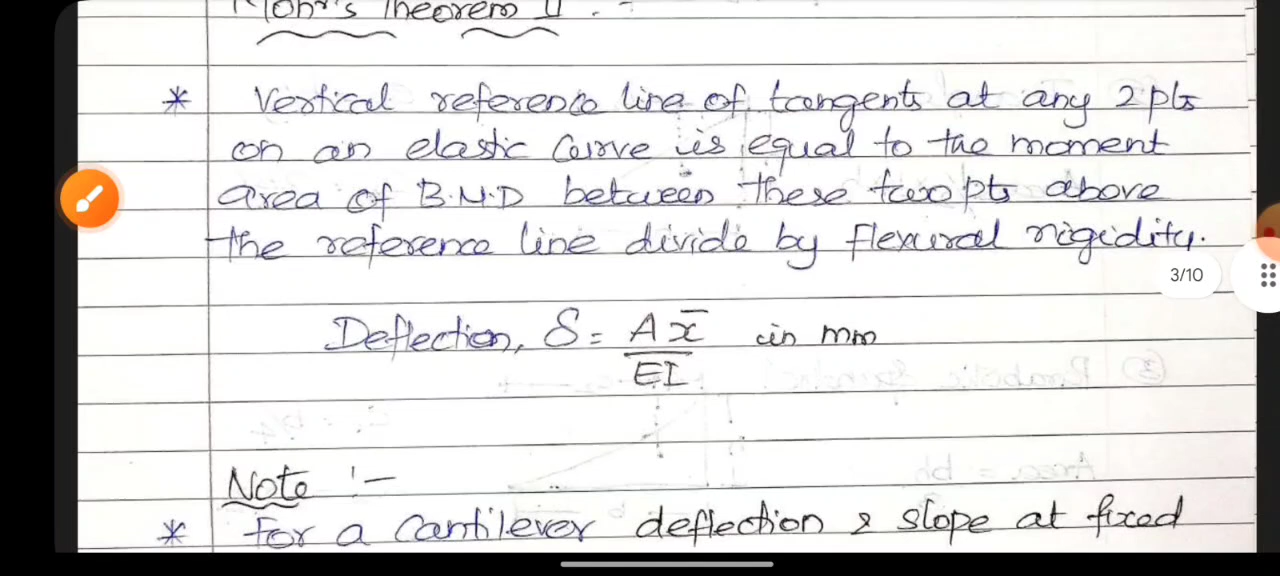 Mohr's Theorem II :-
* Vertical reference line of tangents at any 2 pts
on an elastic curve is equal to the moment
area of B.M.D between these two pts above
the reference line divide by flexural rigidity.
3/10
Deflection, δ = Ax̄ / EI in mm
Note :-
* For a cantilever deflection & slope at fixed